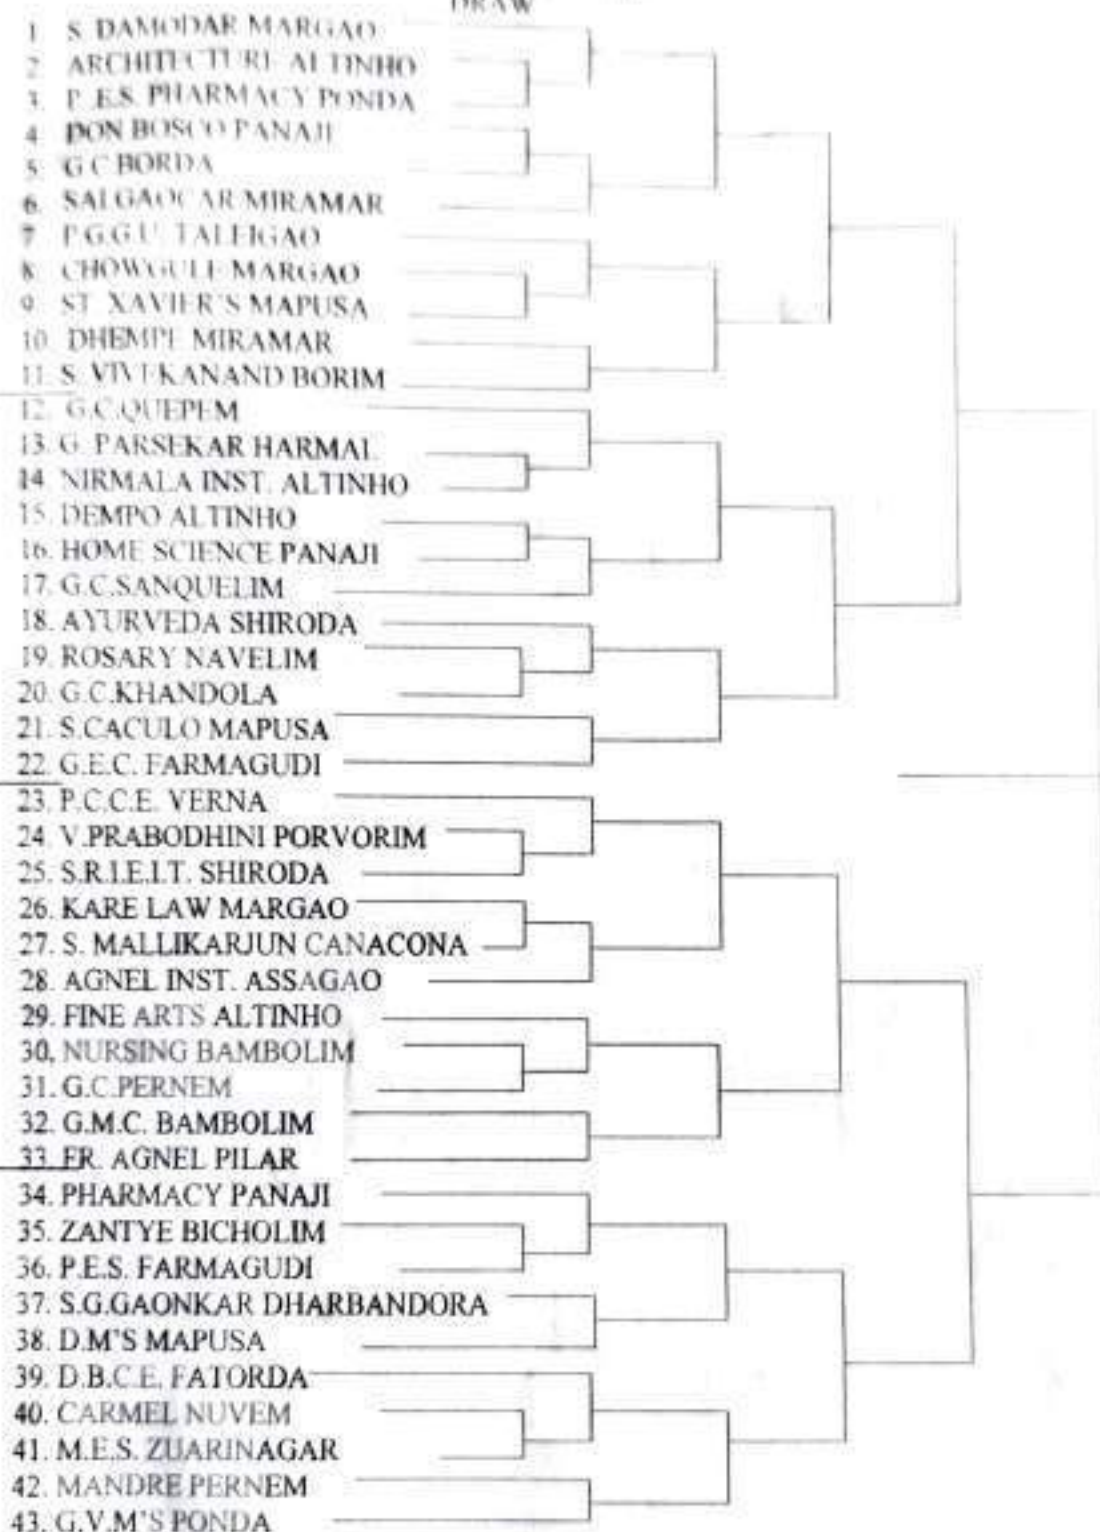 DRAW
1 S. DAMODAR MARGAO
2 ARCHITECTURE ALTINHO
3. P.E.S. PHARMACY PONDA
4 DON BOSCO PANAJI
5 G.C BORDA
6. SALGAOCAR MIRAMAR
7 P.G.G.U. TALEIGAO
8 CHOWGULE MARGAO
9. ST. XAVIER'S MAPUSA
10. DHEMPE MIRAMAR
11. S. VIVEKANAND BORIM
12. G.C.QUEPEM
13. G. PARSEKAR HARMAL
14 NIRMALA INST. ALTINHO
15. DEMPO ALTINHO
16. HOME SCIENCE PANAJI
17. G.C.SANQUELIM
18. AYURVEDA SHIRODA
19. ROSARY NAVELIM
20. G.C.KHANDOLA
21. S.CACULO MAPUSA
22. G.E.C. FARMAGUDI
23. P.C.C.E. VERNA
24. V.PRABODHINI PORVORIM
25. S.R.I.E.I.T. SHIRODA
26. KARE LAW MARGAO
27. S. MALLIKARJUN CANACONA
28. AGNEL INST. ASSAGAO
29. FINE ARTS ALTINHO
30. NURSING BAMBOLIM
31. G.C.PERNEM
32. G.M.C. BAMBOLIM
33. FR. AGNEL PILAR
34. PHARMACY PANAJI
35. ZANTYE BICHOLIM
36. P.E.S. FARMAGUDI
37. S.G.GAONKAR DHARBANDORA
38. D.M'S MAPUSA
39. D.B.C.E. FATORDA
40. CARMEL NUVEM
41. M.E.S. ZUARINAGAR
42. MANDRE PERNEM
43. G.V.M'S PONDA